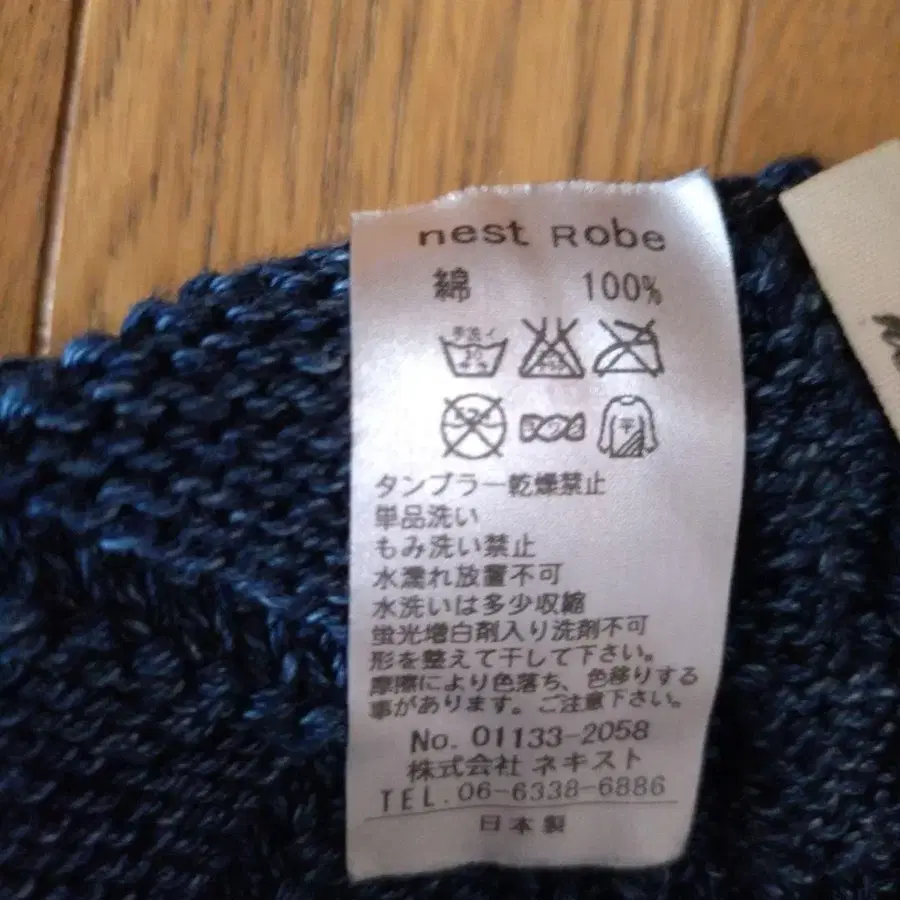 nest Robe
綿 100%
手洗イ
30
平
タンブラー乾燥禁止
単品洗い
もみ洗い禁止
水濡れ放置不可
水洗いは多少収縮
蛍光増白剤入り洗剤不可
形を整えて干して下さい。
摩擦により色落ち、色移りする
事があります。ご注意下さい。
No. 01133-2058
株式会社 ネキスト
TEL. 06-6338-6886
日本製